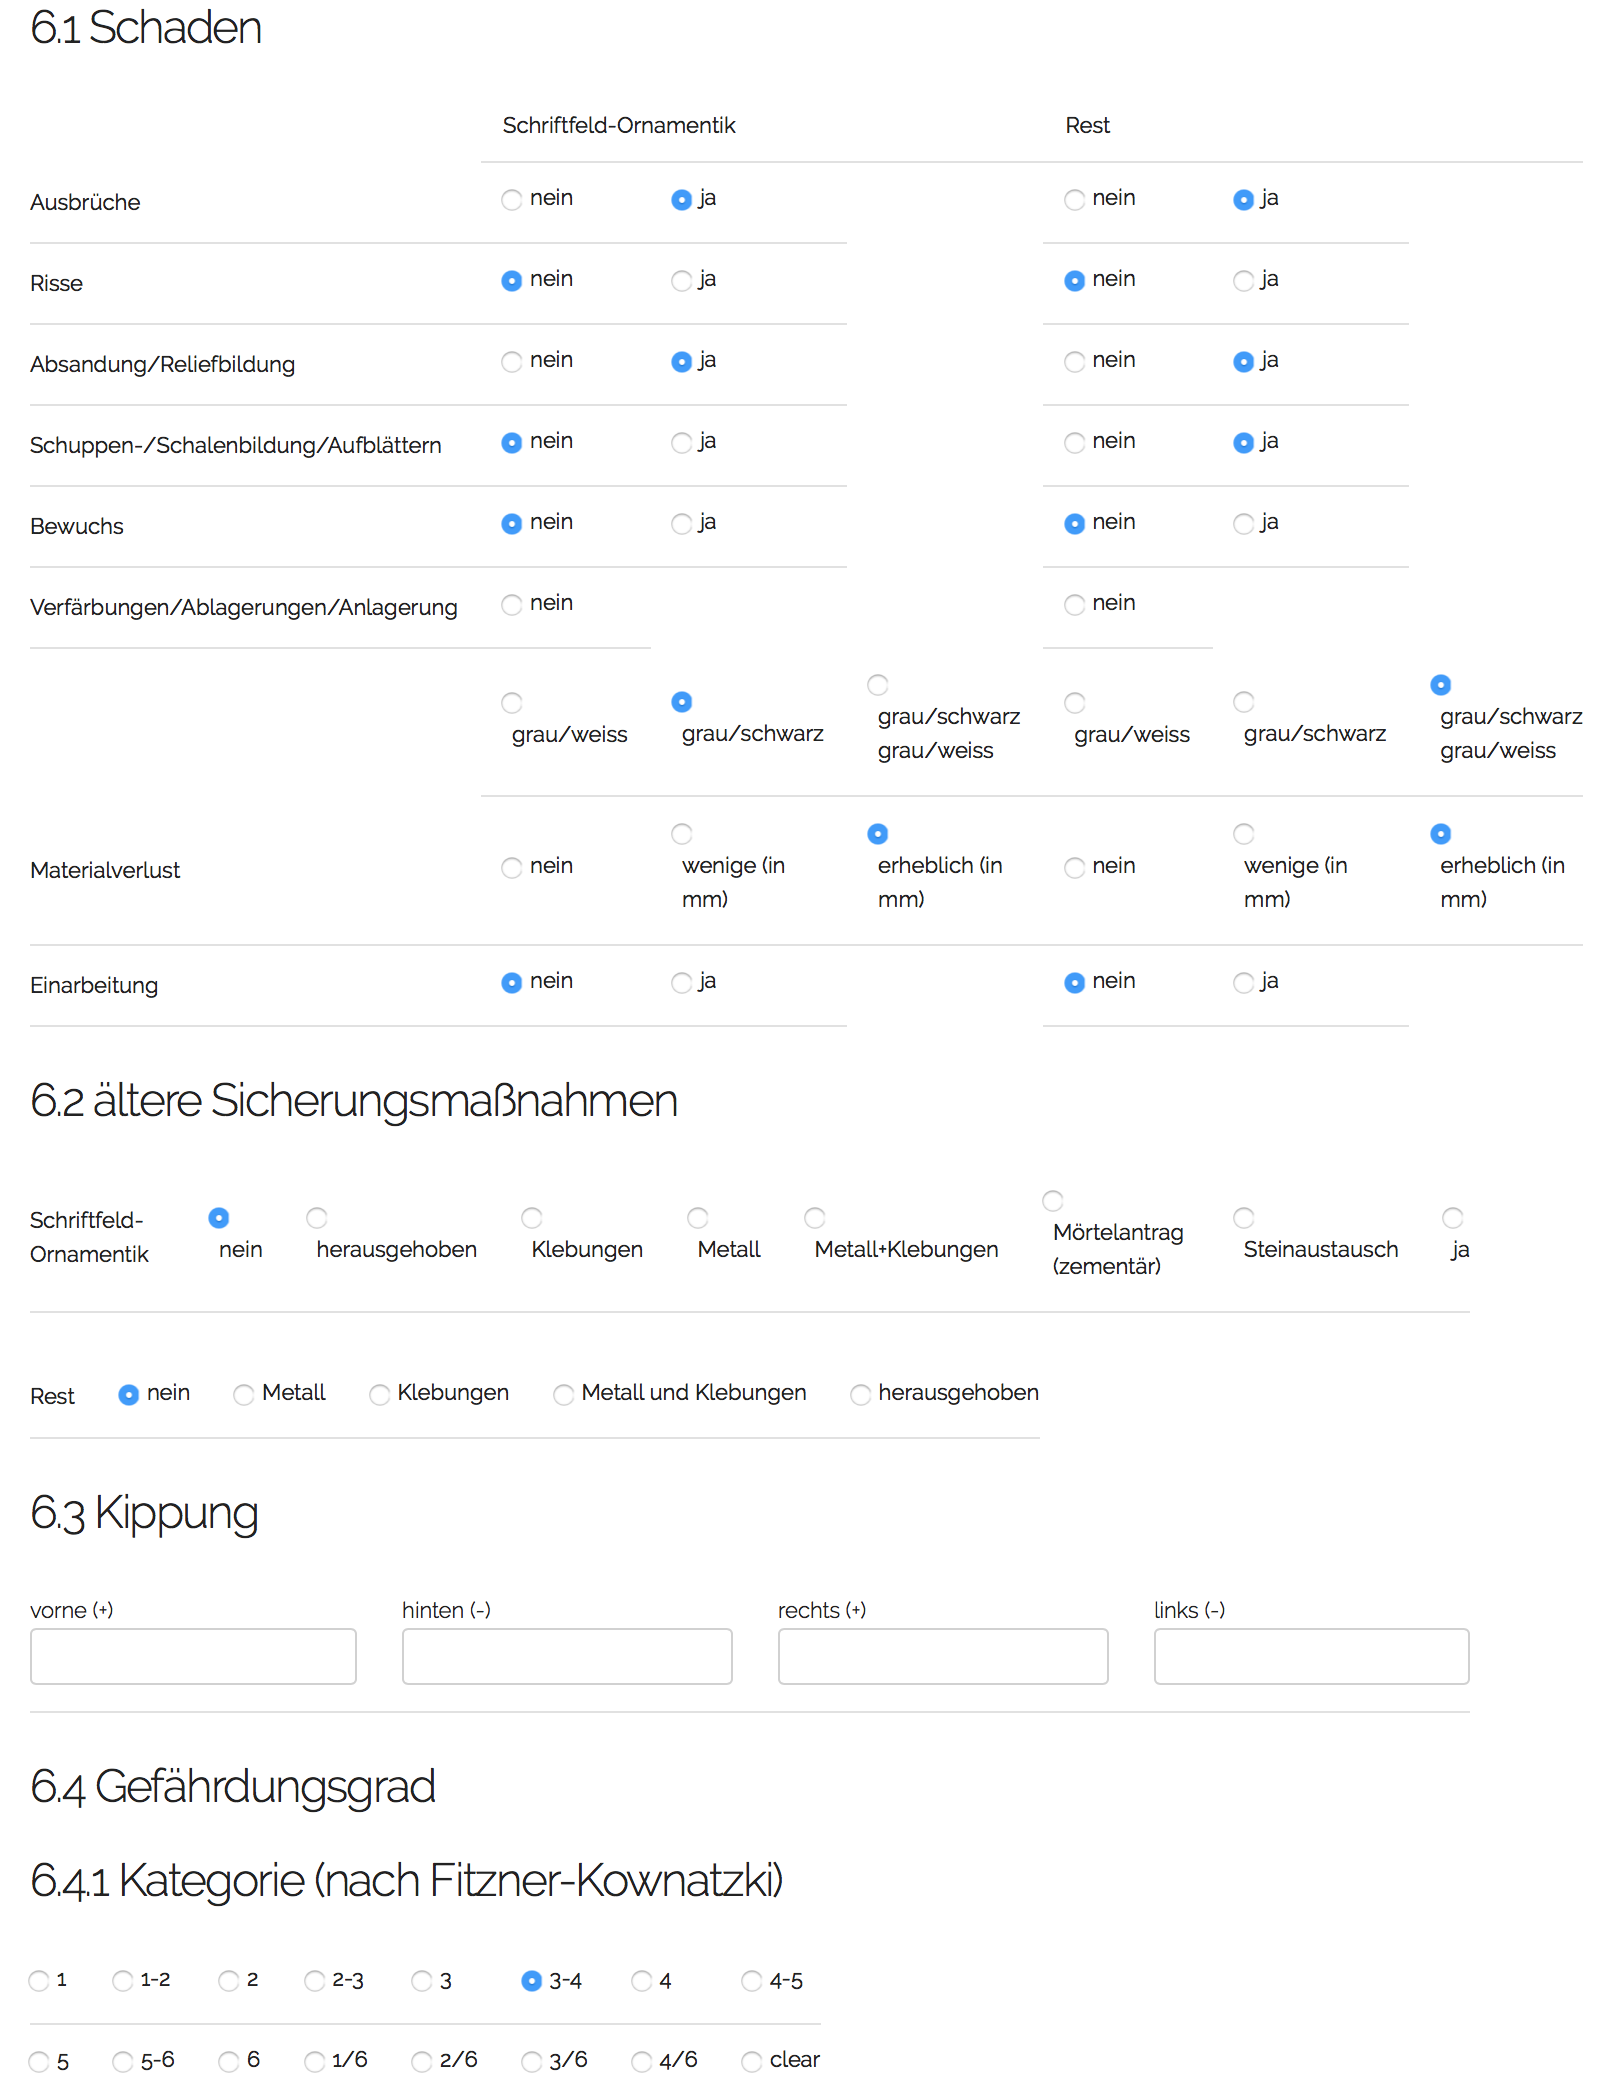 6.1 Schaden
Schriftfeld-Ornamentik Rest
Ausbrüche nein ja nein ja
Risse nein ja nein ja
Absandung/Reliefbildung nein ja nein ja
Schuppen-/Schalenbildung/Aufblättern nein ja nein ja
Bewuchs nein ja nein ja
Verfärbungen/Ablagerungen/Anlagerung nein nein
grau/weiss grau/schwarz grau/schwarz grau/weiss grau/schwarz grau/schwarz
grau/weiss grau/weiss
Materialverlust nein wenige (in erheblich (in nein wenige (in erheblich (in
mm) mm) mm) mm)
Einarbeitung nein ja nein ja
6.2 ältere Sicherungsmaßnahmen
Schriftfeld-
Ornamentik nein herausgehoben Klebungen Metall Metall+Klebungen Mörtelantrag Steinaustausch ja
(zementär)
Rest nein Metall Klebungen Metall und Klebungen herausgehoben
6.3 Kippung
vorne (+) hinten (-) rechts (+) links (-)
6.4 Gefährdungsgrad
6.4.1 Kategorie (nach Fitzner-Kownatzki)
1 1-2 2 2-3 3 3-4 4 4-5
5 5-6 6 1/6 2/6 3/6 4/6 clear